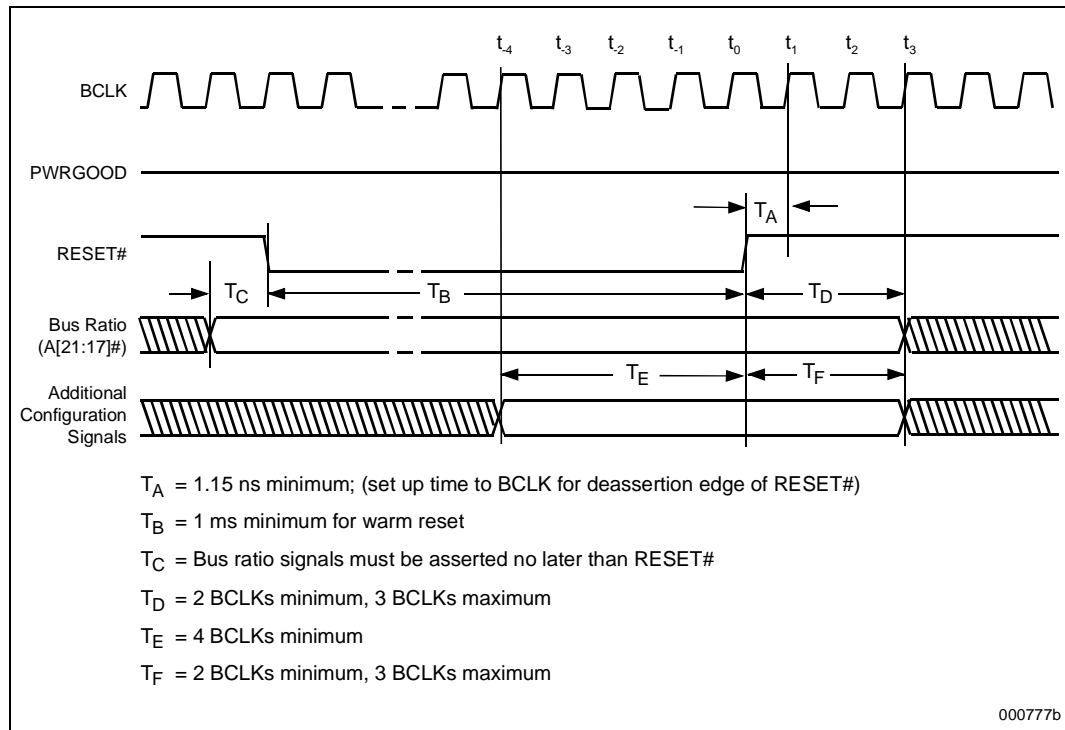 t-4 t-3 t-2 t-1 t0 t1 t2 t3
BCLK
PWRGOOD
TA
RESET#
TC TB TD
Bus Ratio
(A[21:17]#)
TE TF
Additional
Configuration
Signals
TA = 1.15 ns minimum; (set up time to BCLK for deassertion edge of RESET#)
TB = 1 ms minimum for warm reset
TC = Bus ratio signals must be asserted no later than RESET#
TD = 2 BCLKs minimum, 3 BCLKs maximum
TE = 4 BCLKs minimum
TF = 2 BCLKs minimum, 3 BCLKs maximum
000777b